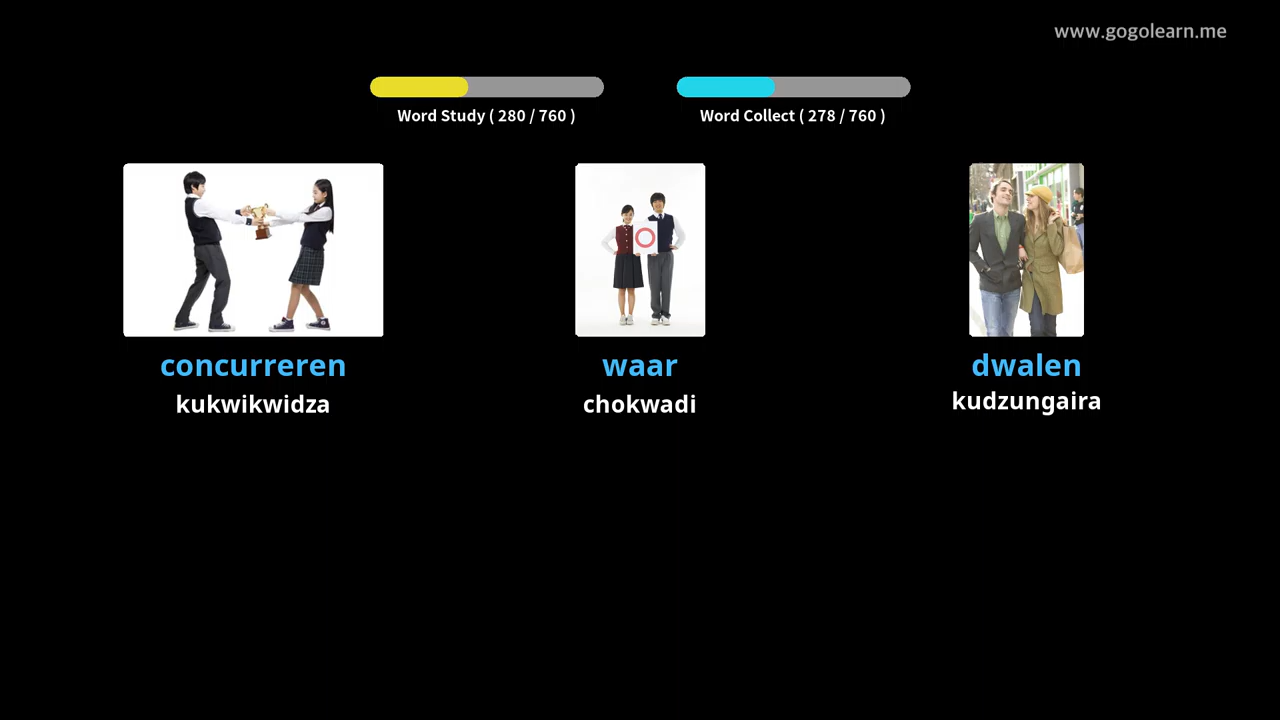 www.gogolearn.me
Word Study ( 280 / 760 )
Word Collect ( 278 / 760 )
concurreren
kukwikwidza
waar
chokwadi
dwalen
kudzungaira